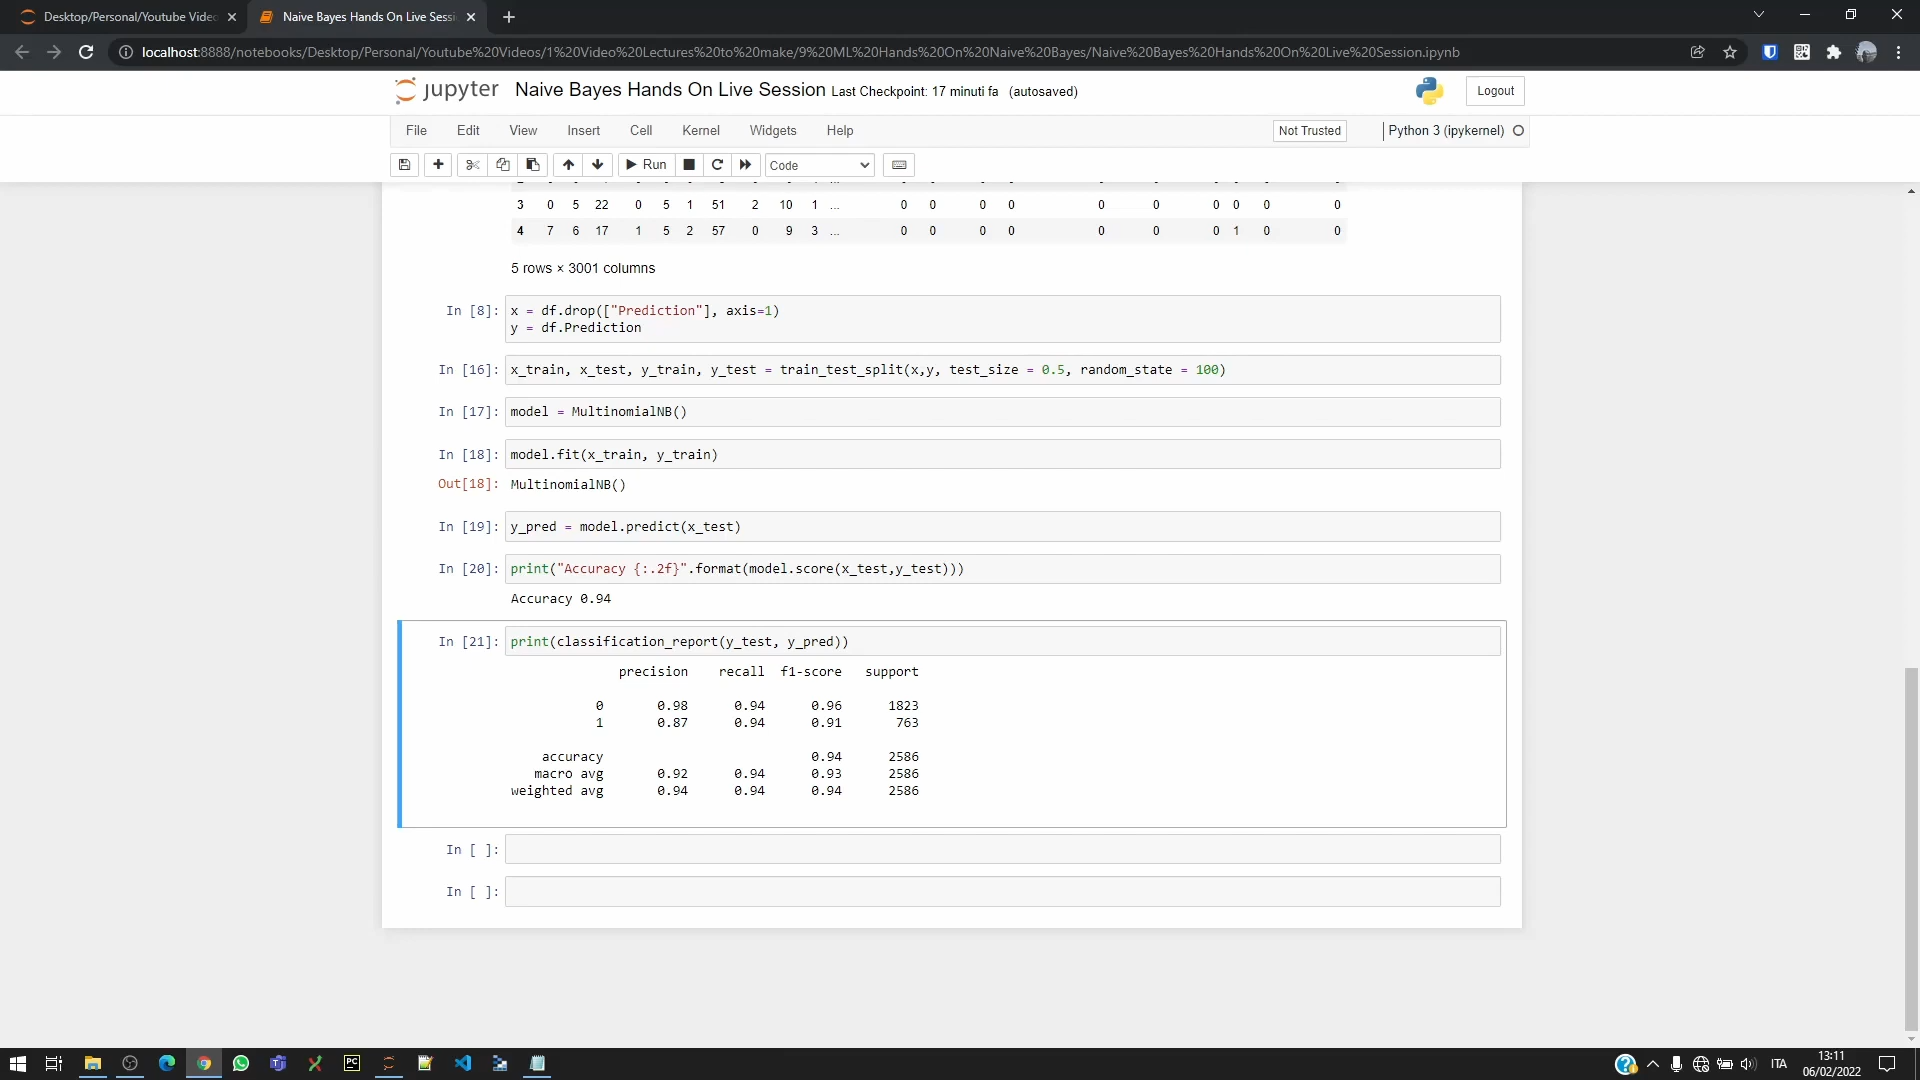 Desktop/Personal/Youtube Video
Naive Bayes Hands On Live Sessi
localhost:8888/notebooks/Desktop/Personal/Youtube%20Videos/1%20Video%20Lectures%20to%20make/9%20ML%20Hands%20On%20Naive%20Bayes/Naive%20Bayes%20Hands%20On%20Live%20Session.ipynb
jupyter Naive Bayes Hands On Live Session Last Checkpoint: 17 minuti fa (autosaved)
Logout
File Edit View Insert Cell Kernel Widgets Help
Not Trusted
Python 3 (ipykernel)
Run
Code
3 0 5 22 0 5 1 51 2 10 1 ... 0 0 0 0 0 0 0 0 0 0
4 7 6 17 1 5 2 57 0 9 3 ... 0 0 0 0 0 0 0 1 0 0
5 rows × 3001 columns
In [8]: x = df.drop(["Prediction"], axis=1)
y = df.Prediction
In [16]: x_train, x_test, y_train, y_test = train_test_split(x,y, test_size = 0.5, random_state = 100)
In [17]: model = MultinomialNB()
In [18]: model.fit(x_train, y_train)
Out[18]: MultinomialNB()
In [19]: y_pred = model.predict(x_test)
In [20]: print("Accuracy {:.2f}".format(model.score(x_test,y_test)))
Accuracy 0.94
In [21]: print(classification_report(y_test, y_pred))
precision recall f1-score support
0 0.98 0.94 0.96 1823
1 0.87 0.94 0.91 763
accuracy 0.94 2586
macro avg 0.92 0.94 0.93 2586
weighted avg 0.94 0.94 0.94 2586
In [ ]:
In [ ]:
PC
ITA
13:11
06/02/2022